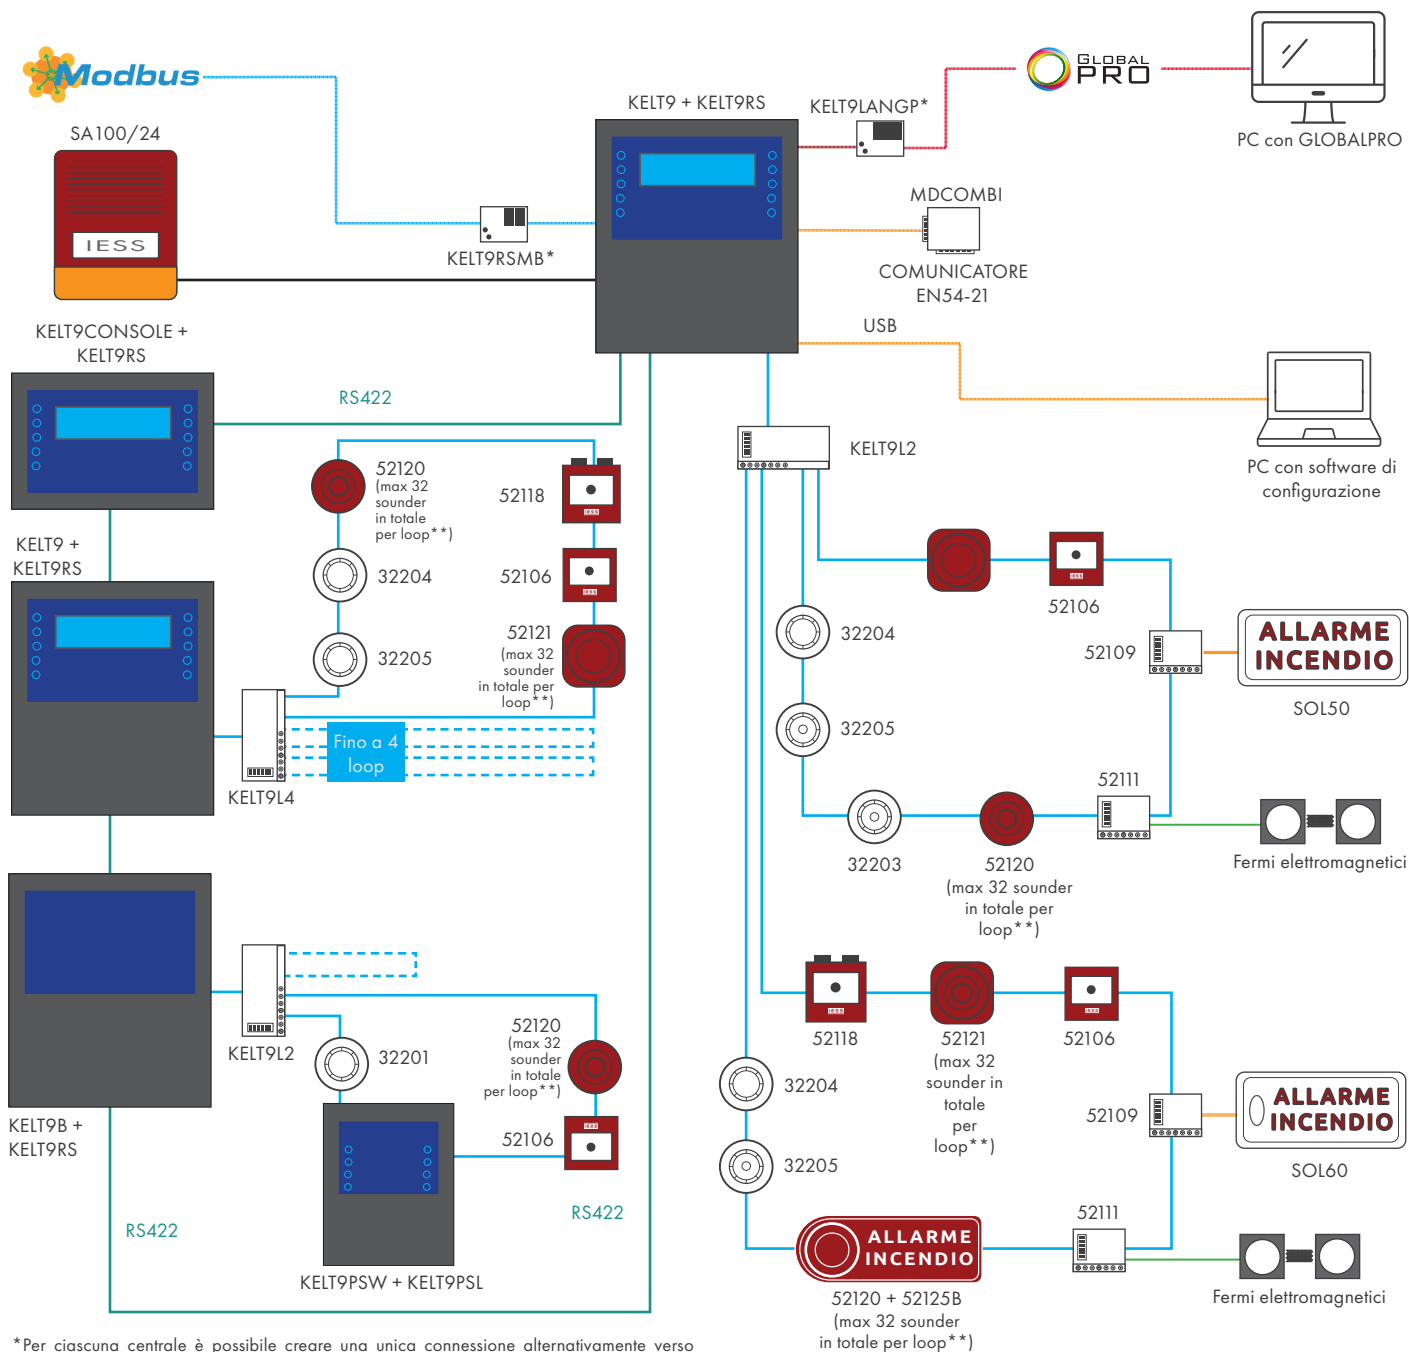 Modbus
GLOBAL
PRO
PC con GLOBALPRO
KELT9 + KELT9RS
KELT9LANGP*
SA100/24
IESS
KELT9RSMB*
MDCOMBI
COMUNICATORE
EN54-21
USB
KELT9CONSOLE +
KELT9RS
RS422
KELT9L2
PC con software di
configurazione
52120
(max 32
sounder
in totale
per loop**)
52118
IESS
KELT9 +
KELT9RS
32204
52106
IESS
32205
52121
(max 32
sounder
in totale per
loop**)
Fino a 4
loop
KELT9L4
IESS
52106
32204
52109
ALLARME
INCENDIO
SOL50
32205
52111
32203
52120
(max 32 sounder
in totale per
loop**)
Fermi elettromagnetici
KELT9L2
32201
52120
(max 32
sounder
in totale
per loop**)
IESS
52106
KELT9B +
KELT9RS
RS422
RS422
KELT9PSW + KELT9PSL
IESS
52118
52121
(max 32
sounder in
totale
per
loop**)
IESS
52106
32204
52109
ALLARME
INCENDIO
SOL60
32205
52111
ALLARME
INCENDIO
52120 + 52125B
(max 32 sounder
in totale per loop**)
Fermi elettromagnetici
*Per ciascuna centrale è possibile creare una unica connessione alternativamente verso